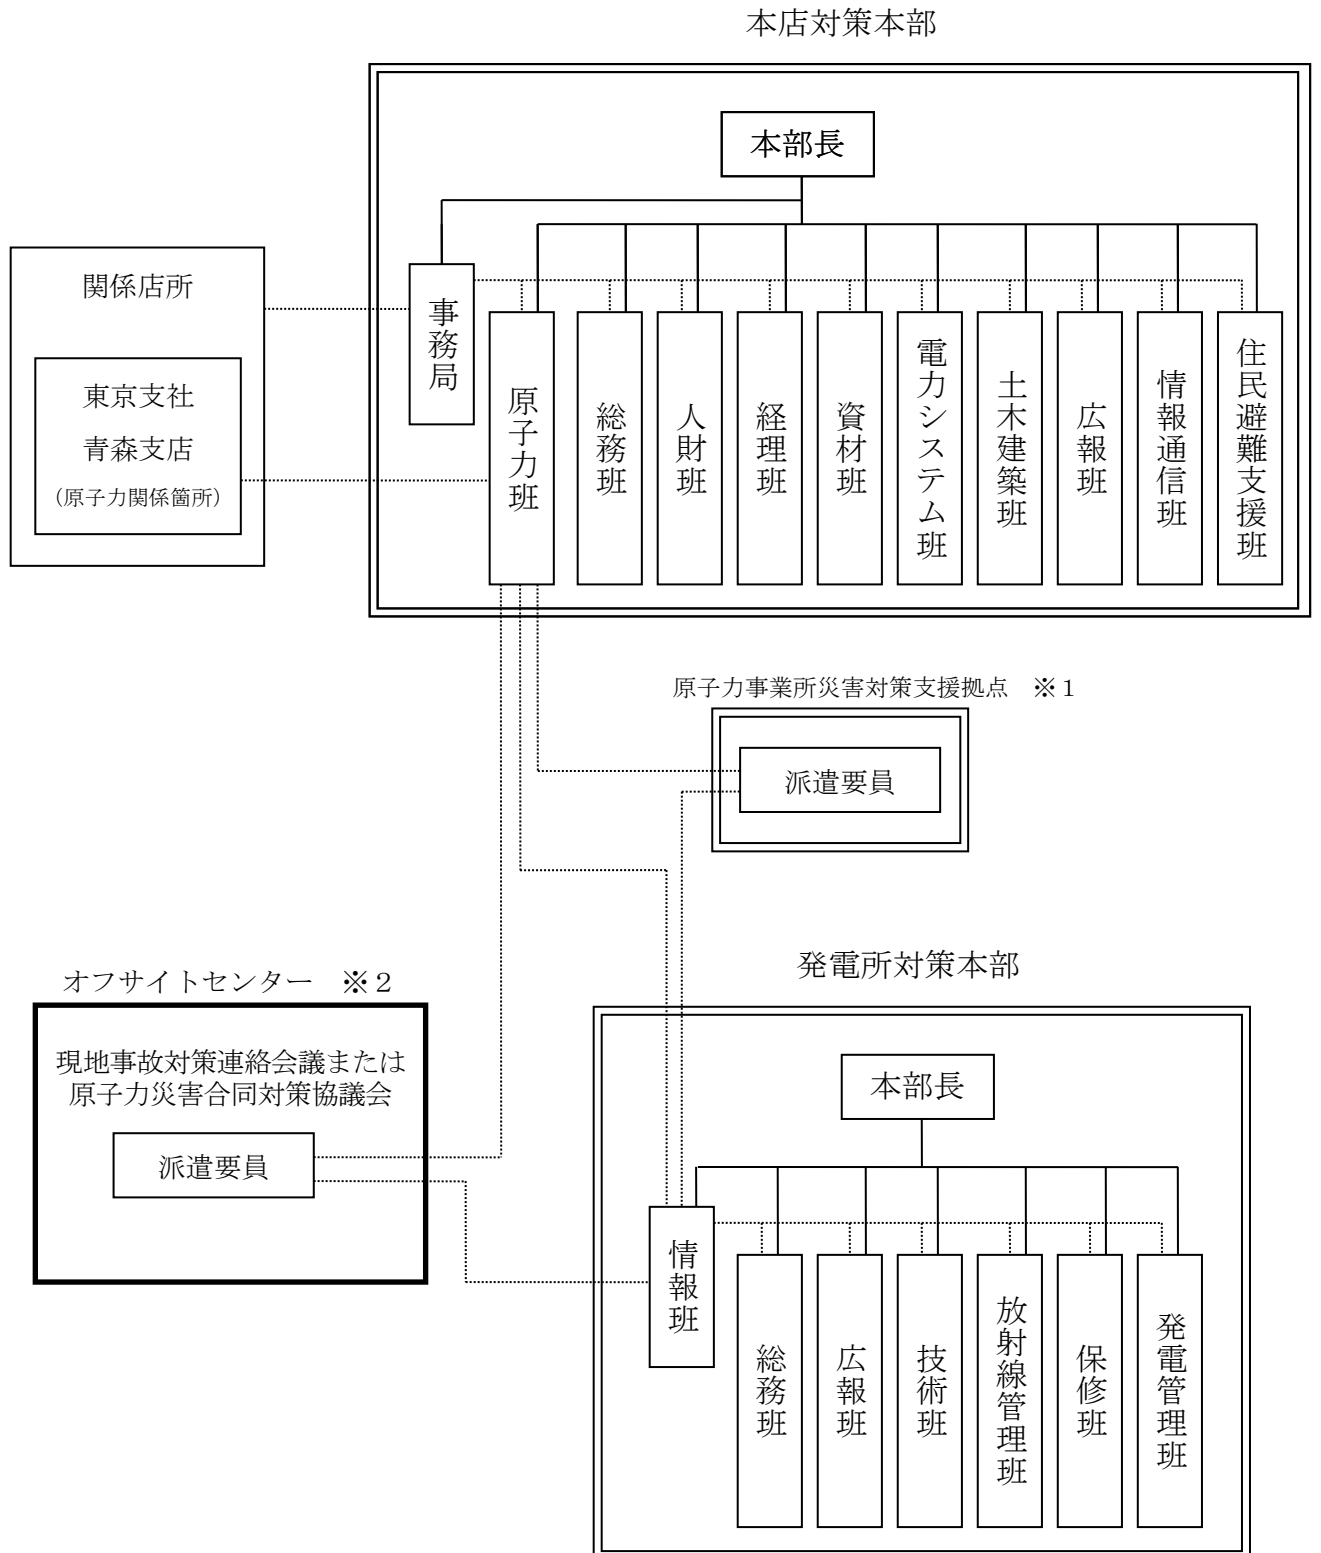 本店対策本部
本部長
関係店所
東京支社
青森支店
(原子力関係箇所)
事務局
原子力班
総務班
人財班
経理班
資材班
電力システム班
土木建築班
広報班
情報通信班
住民避難支援班
原子力事業所災害対策支援拠点　※1
派遣要員
オフサイトセンター　※2
現地事故対策連絡会議または
原子力災害合同対策協議会
派遣要員
発電所対策本部
本部長
情報班
総務班
広報班
技術班
放射線管理班
保修班
発電管理班